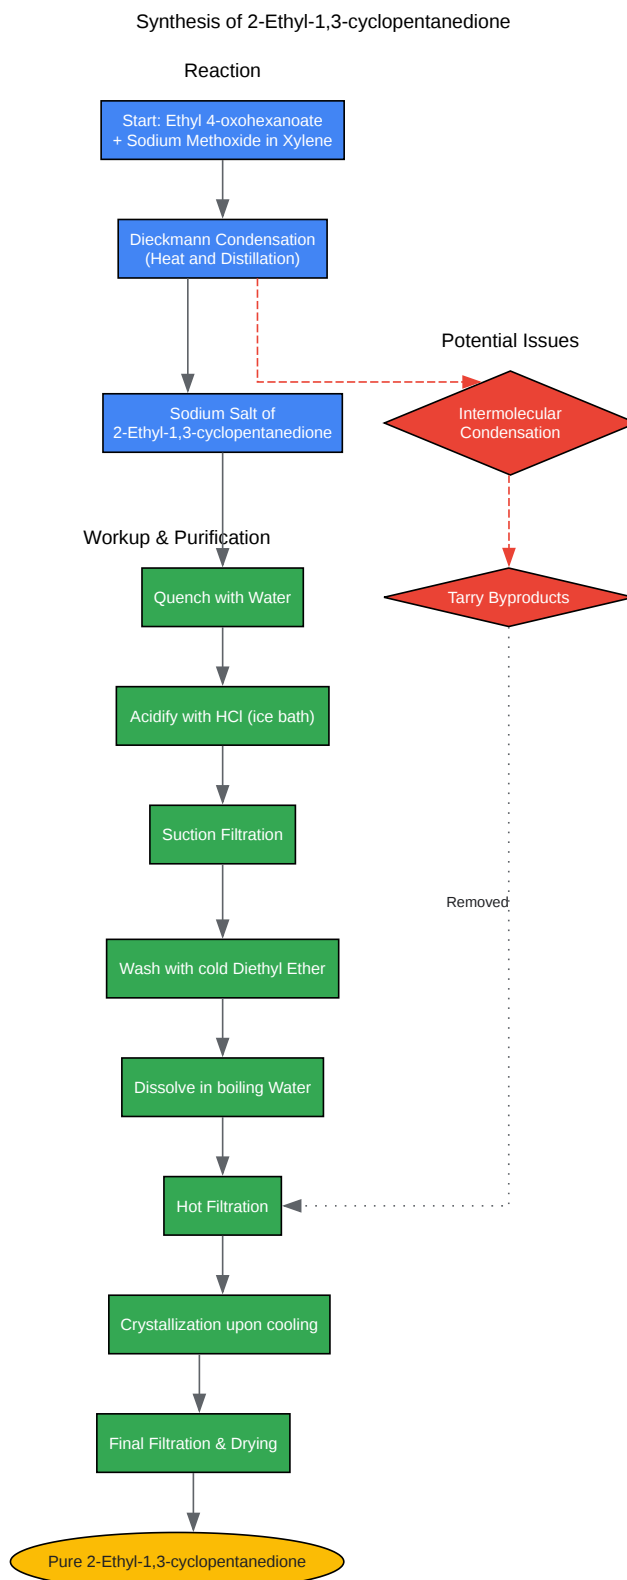 Synthesis of 2-Ethyl-1,3-cyclopentanedione
Reaction
Start: Ethyl 4-oxohexanoate
+ Sodium Methoxide in Xylene
Dieckmann Condensation
(Heat and Distillation)
Potential Issues
Intermolecular
Condensation
Sodium Salt of
2-Ethyl-1,3-cyclopentanedione
Workup & Purification
Quench with Water
Tarry Byproducts
Acidify with HCl (ice bath)
Suction Filtration
Removed
Wash with cold Diethyl Ether
Dissolve in boiling Water
Hot Filtration
Crystallization upon cooling
Final Filtration & Drying
Pure 2-Ethyl-1,3-cyclopentanedione